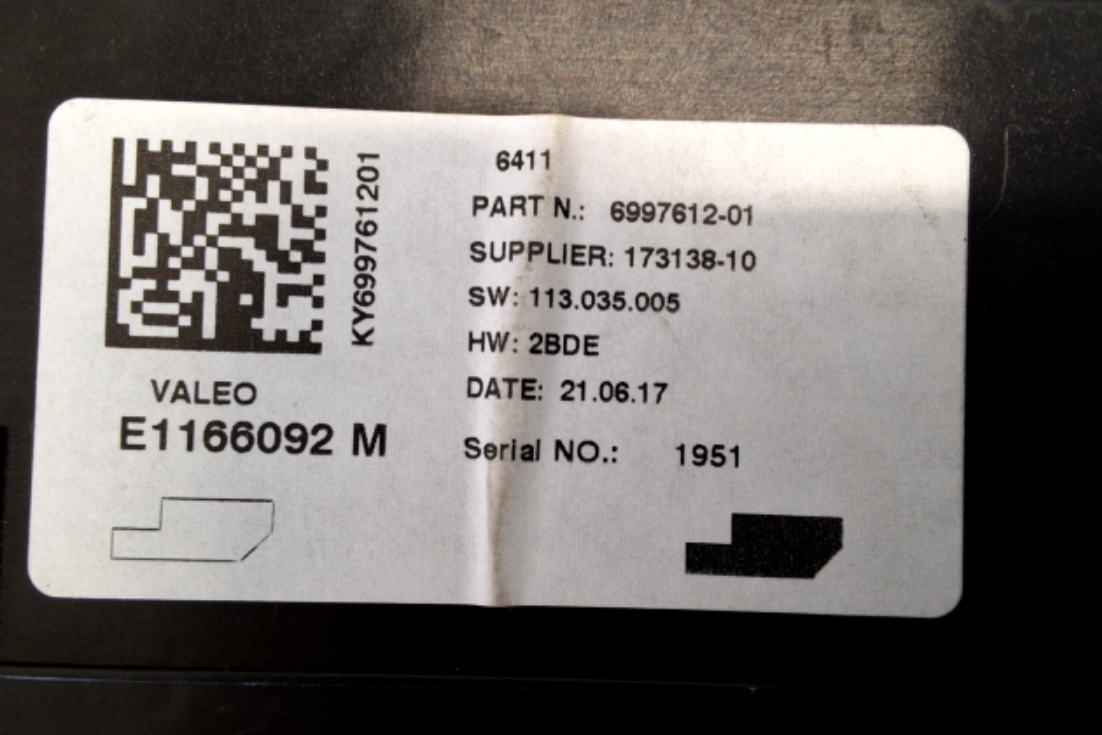 KY699761201
VALEO
E1166092 M
6411
PART N.: 6997612-01
SUPPLIER: 173138-10
SW: 113.035.005
HW: 2BDE
DATE: 21.06.17
Serial NO.: 1951